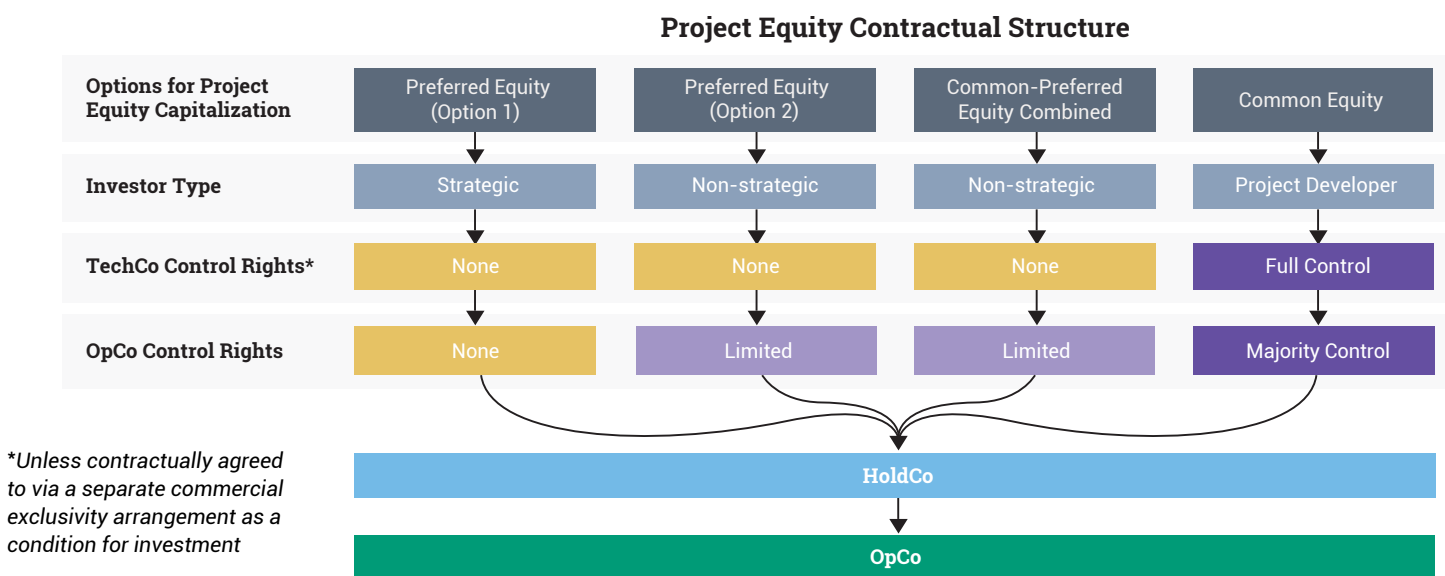 Project Equity Contractual Structure
Options for Project
Equity Capitalization
Preferred Equity
(Option 1)
Preferred Equity
(Option 2)
Common-Preferred
Equity Combined
Common Equity
Investor Type
Strategic
Non-strategic
Non-strategic
Project Developer
TechCo Control Rights*
None
None
None
Full Control
OpCo Control Rights
None
Limited
Limited
Majority Control
*Unless contractually agreed
to via a separate commercial
exclusivity arrangement as a
condition for investment
HoldCo
OpCo